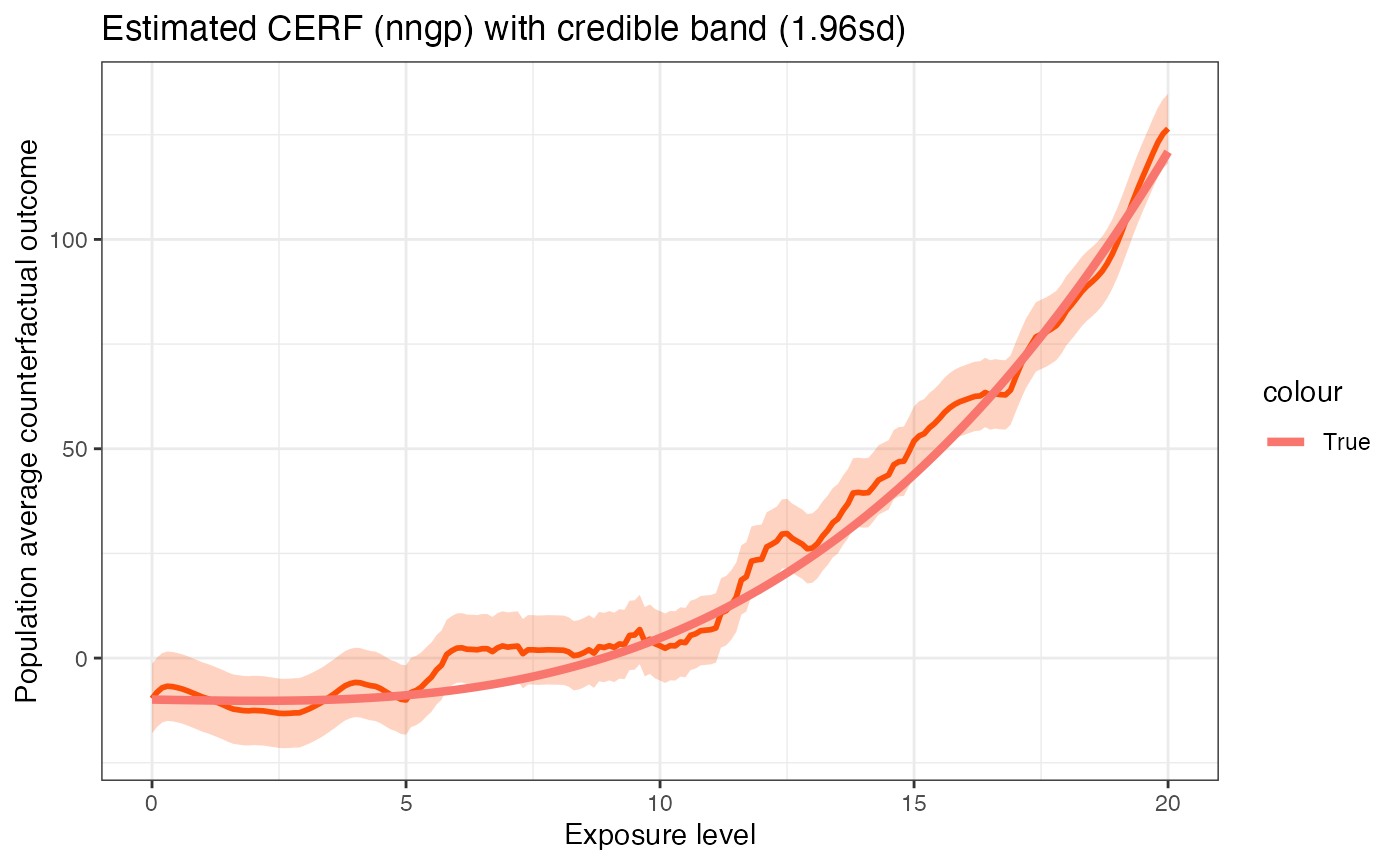 Estimated CERF (nngp) with credible band (1.96sd)
Population average counterfactual outcome
100
50
0
0
5
10
15
20
Exposure level
colour
True